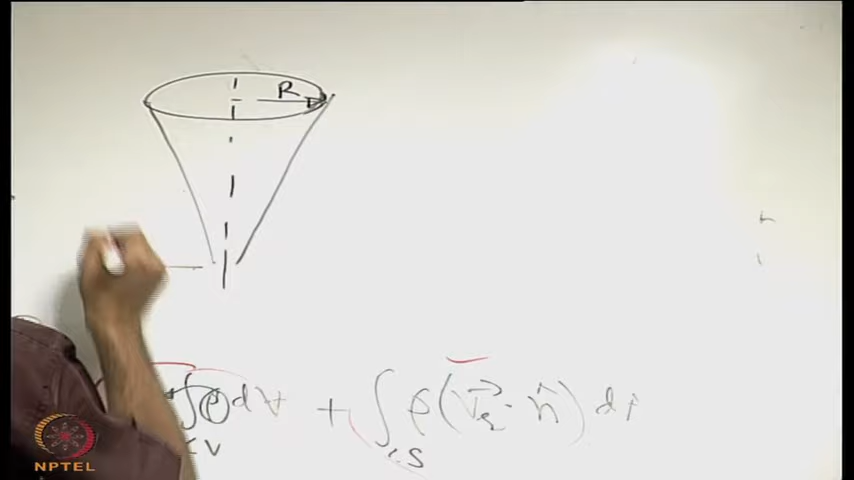 R
∫ ρ dV + ∫ ρ (V⃗r · n̂) dA
CV CS
NPTEL